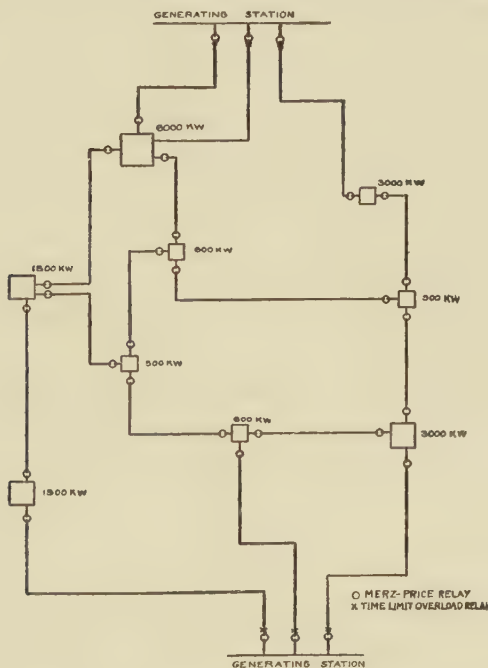 GENERATING STATION
6000 KW
3000 KW
600 KW
1500 KW
500 KW
500 KW
600 KW
3000 KW
1500 KW
O MERZ-PRICE RELAY
X TIME LIMIT OVERLOAD RELAY
GENERATING STATION